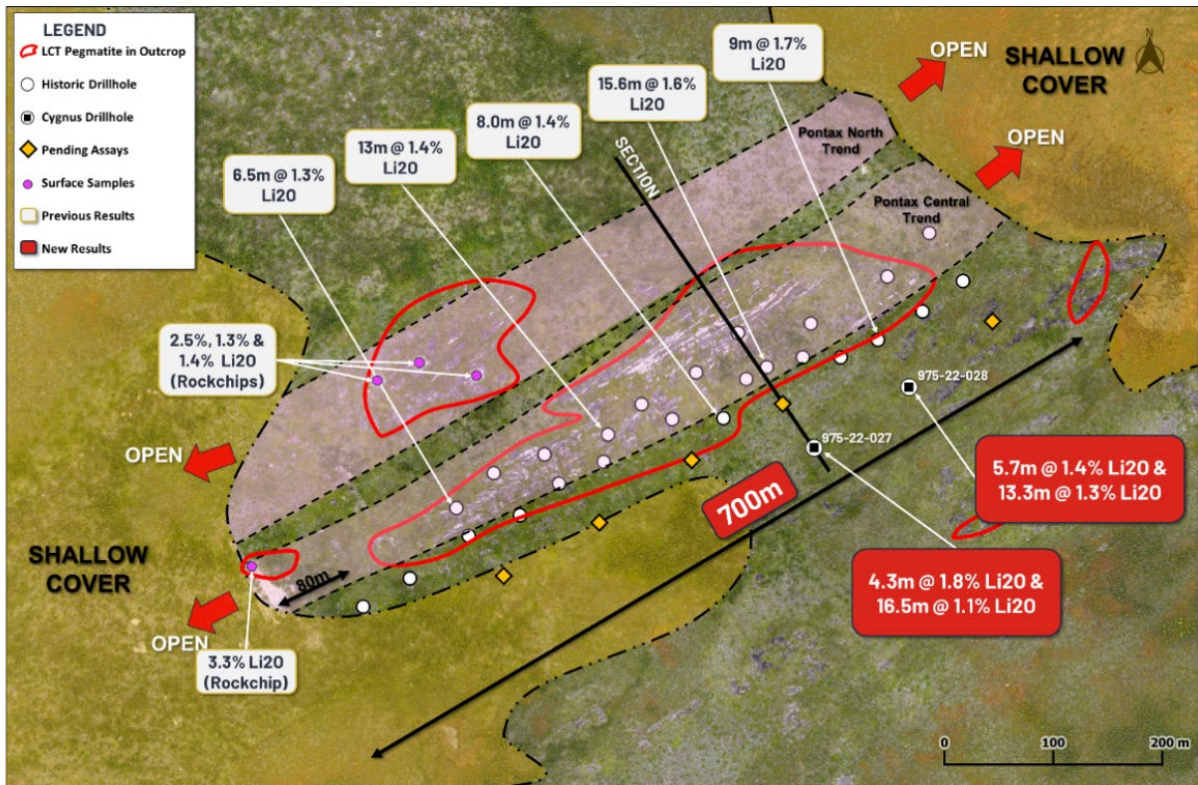 LEGEND
LCT Pegmatite in Outcrop
Historic Drillhole
Cygnus Drillhole
Pending Assays
Surface Samples
Previous Results
New Results
9m @ 1.7%
Li2O
15.6m @ 1.6%
Li2O
8.0m @ 1.4%
Li2O
13m @ 1.4%
Li2O
6.5m @ 1.3%
Li2O
OPEN
SHALLOW
COVER
N
OPEN
Pontax North
Trend
Pontax Central
Trend
SECTION
2.5%, 1.3% &
1.4% Li2O
(Rockchips)
OPEN
975-22-028
975-22-027
5.7m @ 1.4% Li2O &
13.3m @ 1.3% Li2O
700m
SHALLOW
COVER
80m
4.3m @ 1.8% Li2O &
16.5m @ 1.1% Li2O
OPEN
3.3% Li2O
(Rockchip)
0 100 200 m